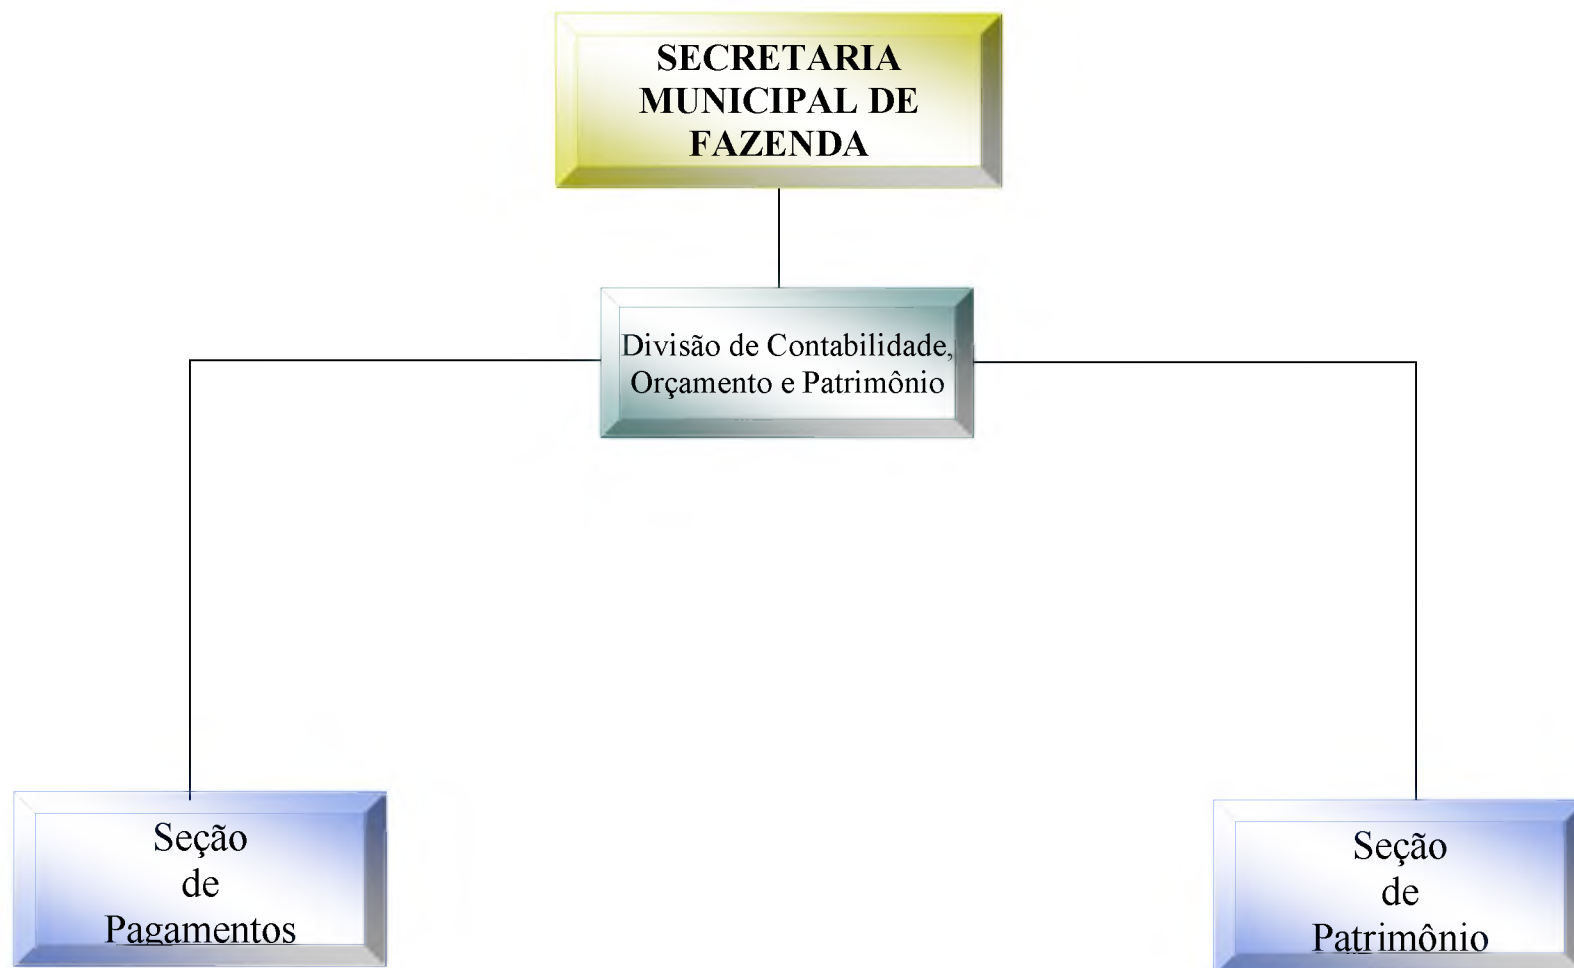 SECRETARIA
MUNICIPAL DE
FAZENDA
Divisão de Contabilidade,
Orçamento e Patrimônio
Seção
de
Pagamentos
Seção
de
Patrimônio